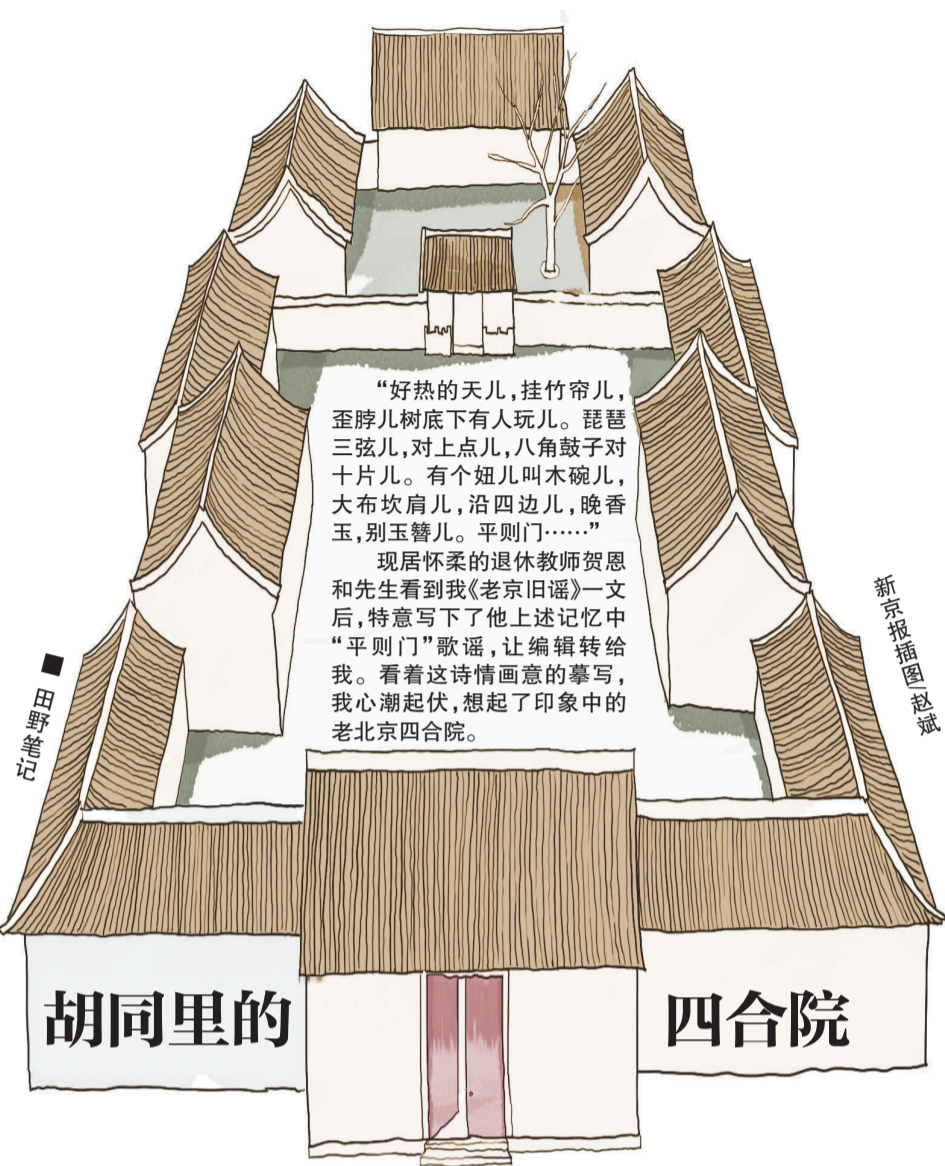 “好热的天儿,挂竹帘儿,
歪脖儿树底下有人玩儿。琵琶
三弦儿,对上点儿,八角鼓子对
十片儿。有个妞儿叫木碗儿,
大布坎肩儿,沿四边儿,晚香
玉,别玉簪儿。平则门……”
现居怀柔的退休教师贺恩
和先生看到我《老京旧谣》一文
后,特意写下了他上述记忆中
“平则门”歌谣,让编辑转给
我。看着这诗情画意的摹写,
我心潮起伏,想起了印象中的
老北京四合院。
■ 田野笔记
新京报插图/赵斌
胡同里的 四合院